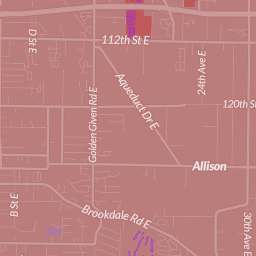 112th St E
D St E
24th Ave E
Aqueduct Dr E
120th St
Golden Given Rd E
Allison
B St E
Brookdale Rd E
30th Ave E